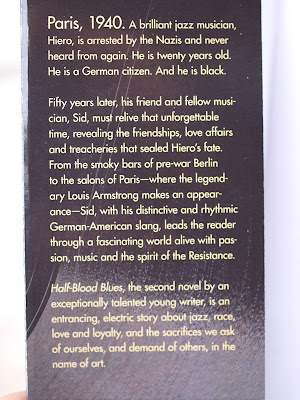 Paris, 1940. A brilliant jazz musician,
Hiero, is arrested by the Nazis and never
heard from again. He is twenty years old.
He is a German citizen. And he is black.
Fifty years later, his friend and fellow musi-
cian, Sid, must relive that unforgettable
time, revealing the friendships, love affairs
and treacheries that sealed Hiero's fate.
From the smoky bars of pre-war Berlin
to the salons of Paris—where the legend-
ary Louis Armstrong makes an appear-
ance—Sid, with his distinctive and rhythmic
German-American slang, leads the reader
through a fascinating world alive with pas-
sion, music and the spirit of the Resistance.
Half-Blood Blues, the second novel by an
exceptionally talented young writer, is an
entrancing, electric story about jazz, race,
love and loyalty, and the sacrifices we ask
of ourselves, and demand of others, in the
name of art.